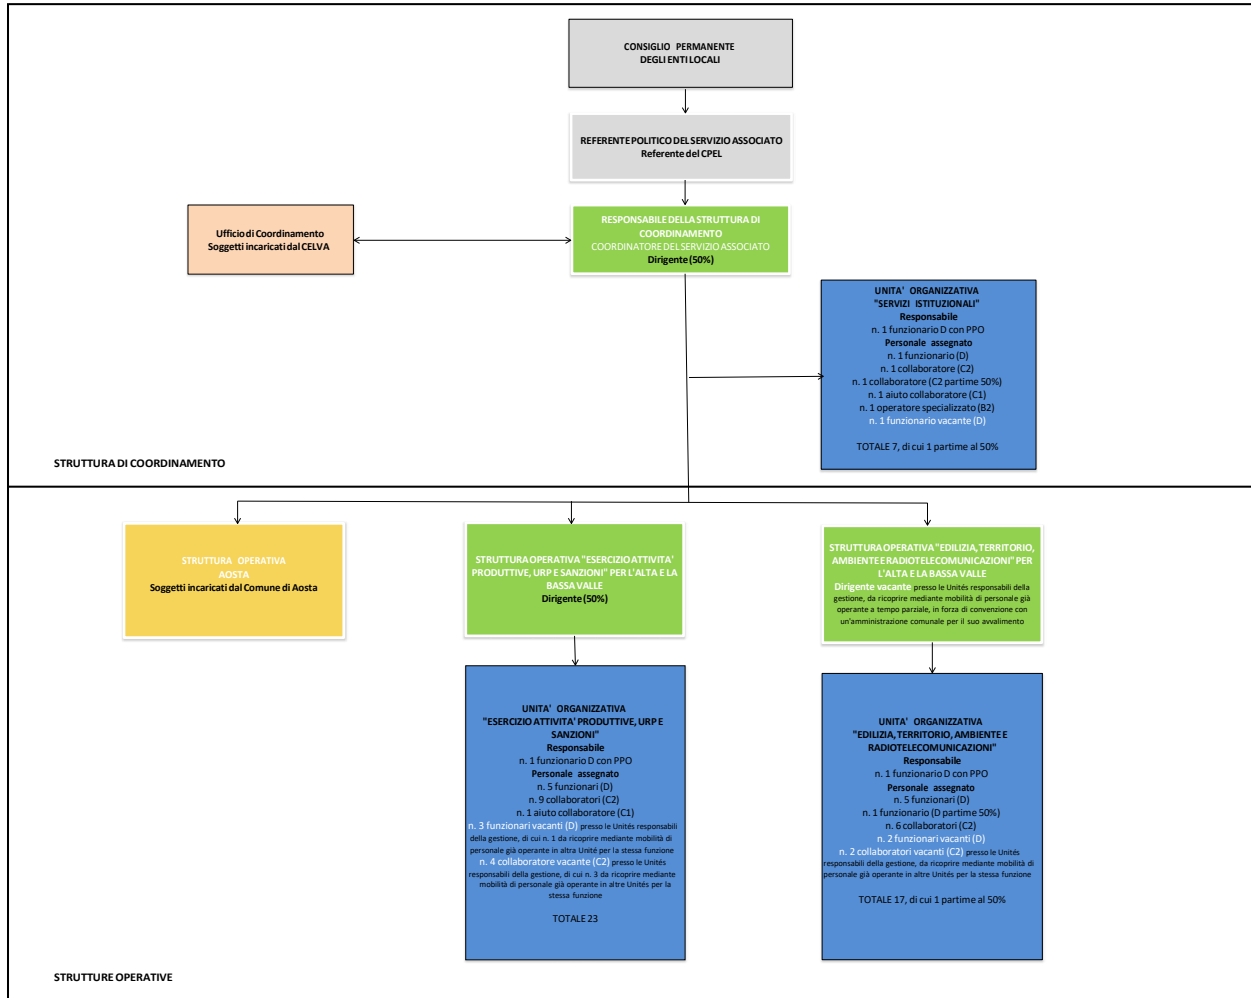 CONSIGLIO PERMANENTE
DEGLI ENTI LOCALI
REFERENTE POLITICO DEL SERVIZIO ASSOCIATO
Referente del CPEL
Ufficio di Coordinamento
Soggetti incaricati dal CELVA
RESPONSABILE DELLA STRUTTURA DI
COORDINAMENTO
COORDINATORE DEL SERVIZIO ASSOCIATO
Dirigente (50%)
UNITA' ORGANIZZATIVA
"SERVIZI ISTITUZIONALI"
Responsabile
n. 1 funzionario D con PPO
Personale assegnato
n. 1 funzionario (D)
n. 1 collaboratore (C2)
n. 1 collaboratore (C2 partime 50%)
n. 1 aiuto collaboratore (C1)
n. 1 operatore specializzato (B2)
n. 1 funzionario vacante (D)
TOTALE 7, di cui 1 partime al 50%
STRUTTURA DI COORDINAMENTO
STRUTTURA OPERATIVA
AOSTA
Soggetti incaricati dal Comune di Aosta
STRUTTURA OPERATIVA "ESERCIZIO ATTIVITA'
PRODUTTIVE, URP E SANZIONI" PER L'ALTA E LA
BASSA VALLE
Dirigente (50%)
STRUTTURA OPERATIVA "EDILIZIA, TERRITORIO,
AMBIENTE E RADIOTELECOMUNICAZIONI" PER
L'ALTA E LA BASSA VALLE
Dirigente vacante presso le Unités responsabili della
gestione, da ricoprire mediante mobilità di personale già
operante a tempo parziale, in forza di convenzione con
un'amministrazione comunale per il suo avvalimento
UNITA' ORGANIZZATIVA
"ESERCIZIO ATTIVITA' PRODUTTIVE, URP E
SANZIONI"
Responsabile
n. 1 funzionario D con PPO
Personale assegnato
n. 5 funzionari (D)
n. 9 collaboratori (C2)
n. 1 aiuto collaboratore (C1)
n. 3 funzionari vacanti (D) presso le Unités responsabili
della gestione, di cui n. 1 da ricoprire mediante mobilità di
personale già operante in altra Unité per la stessa funzione
n. 4 collaboratore vacante (C2) presso le Unités
responsabili della gestione, di cui n. 3 da ricoprire mediante
mobilità di personale già operante in altre Unités per la
stessa funzione
TOTALE 23
UNITA' ORGANIZZATIVA
"EDILIZIA, TERRITORIO, AMBIENTE E
RADIOTELECOMUNICAZIONI"
Responsabile
n. 1 funzionario D con PPO
Personale assegnato
n. 5 funzionari (D)
n. 1 funzionario (D partime 50%)
n. 6 collaboratori (C2)
n. 2 funzionari vacanti (D)
n. 2 collaboratori vacanti (C2) presso le Unités
responsabili della gestione, da ricoprire mediante mobilità di
personale già operante in altre Unités per la stessa funzione
TOTALE 17, di cui 1 partime al 50%
STRUTTURE OPERATIVE